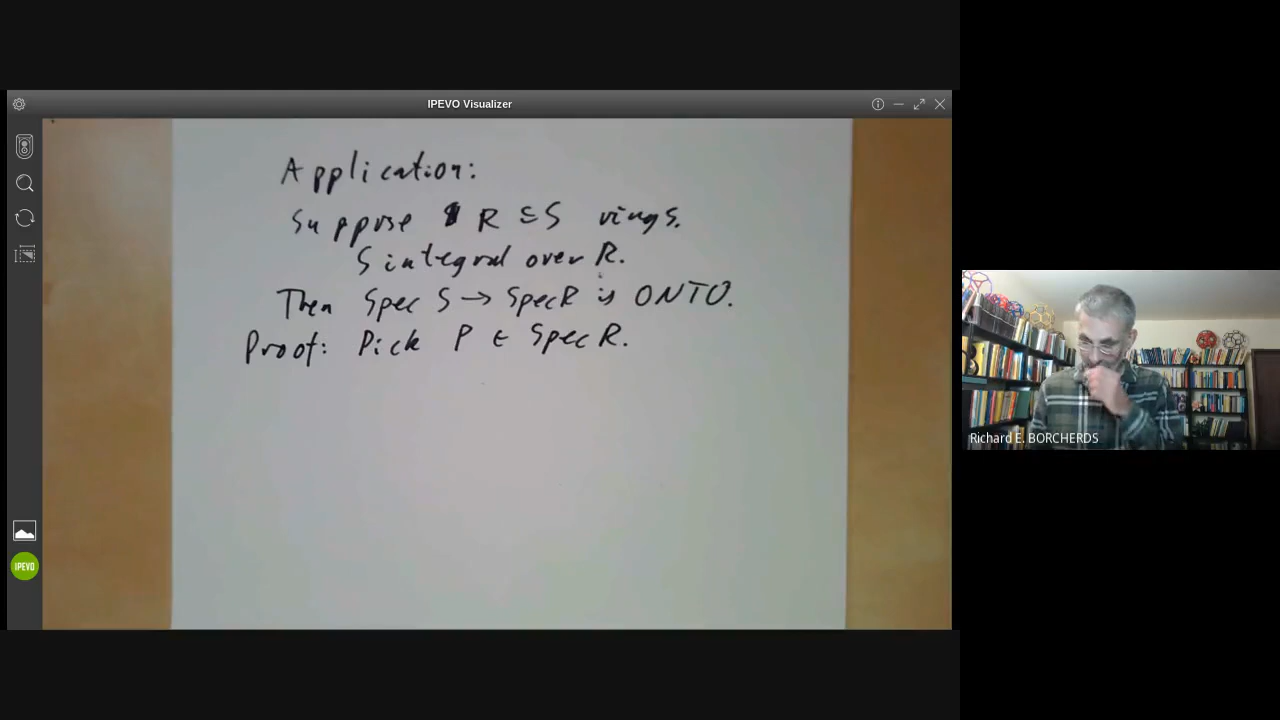 IPEVO Visualizer
Application:
Suppose R ⊆ S rings.
S integral over R.
Then Spec S → Spec R is ONTO.
Proof: Pick P ∈ Spec R.
Richard E. BORCHERDS
IPEVO